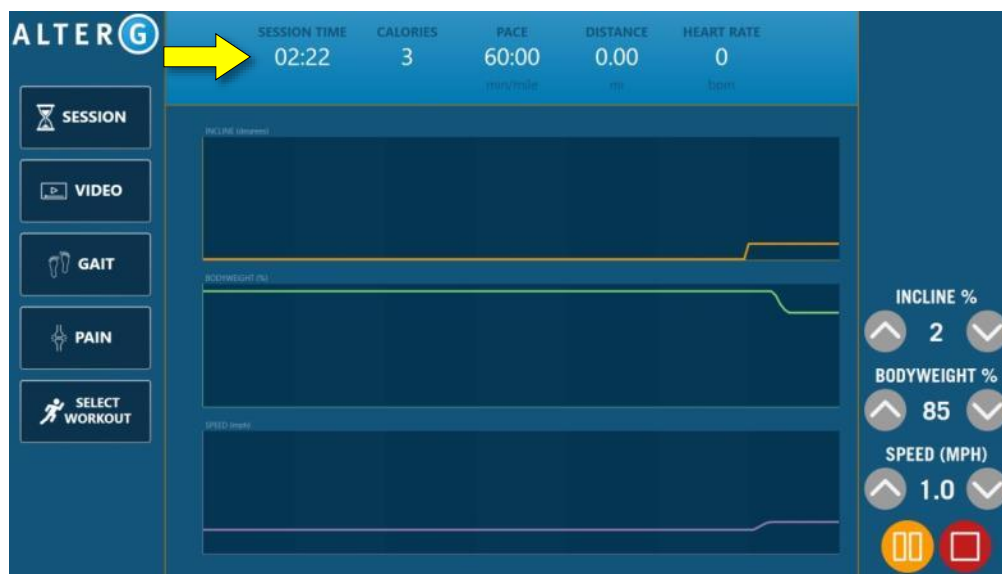 ALTERG
SESSION TIME CALORIES PACE DISTANCE HEART RATE
02:22 3 60:00 0.00 0
min/mile mi bpm
SESSION
VIDEO
GAIT
PAIN
SELECT
WORKOUT
INCLINE (degrees)
BODYWEIGHT (%)
SPEED (mph)
INCLINE %
2
BODYWEIGHT %
85
SPEED (MPH)
1.0